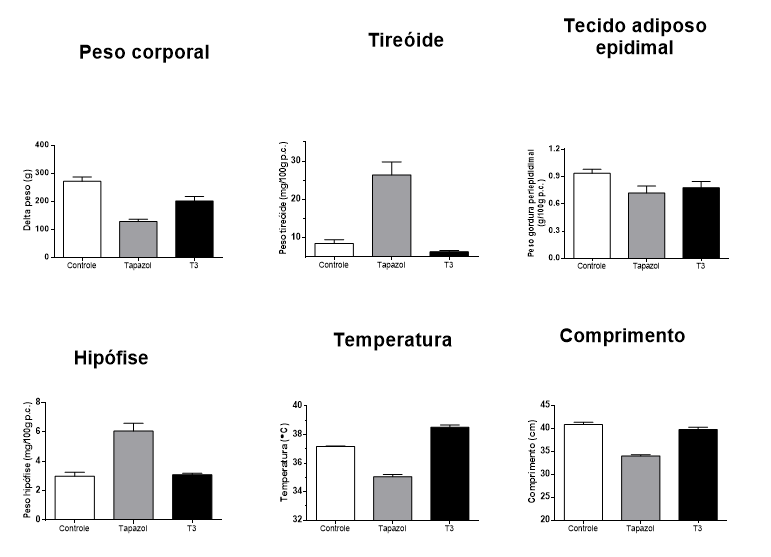 Peso corporal
Tireóide
Tecido adiposo
epidimal
Delta peso (g)
400
300
200
100
0
Controle
Tapazol
T3
Peso tireóide (mg/100g p.c.)
30
20
10
Controle
Tapazol
T3
Peso gordura periepididimal
(g/100g p.c.)
1.2
0.9
0.6
0.3
0.0
Controle
Tapazol
T3
Hipófise
Temperatura
Comprimento
Peso hipófise (mg/100g p.c.)
8
6
4
2
0
Controle
Tapazol
T3
Temperatura (°C)
40
38
36
34
32
Controle
Tapazol
T3
Comprimento (cm)
45
40
35
30
25
20
Controle
Tapazol
T3